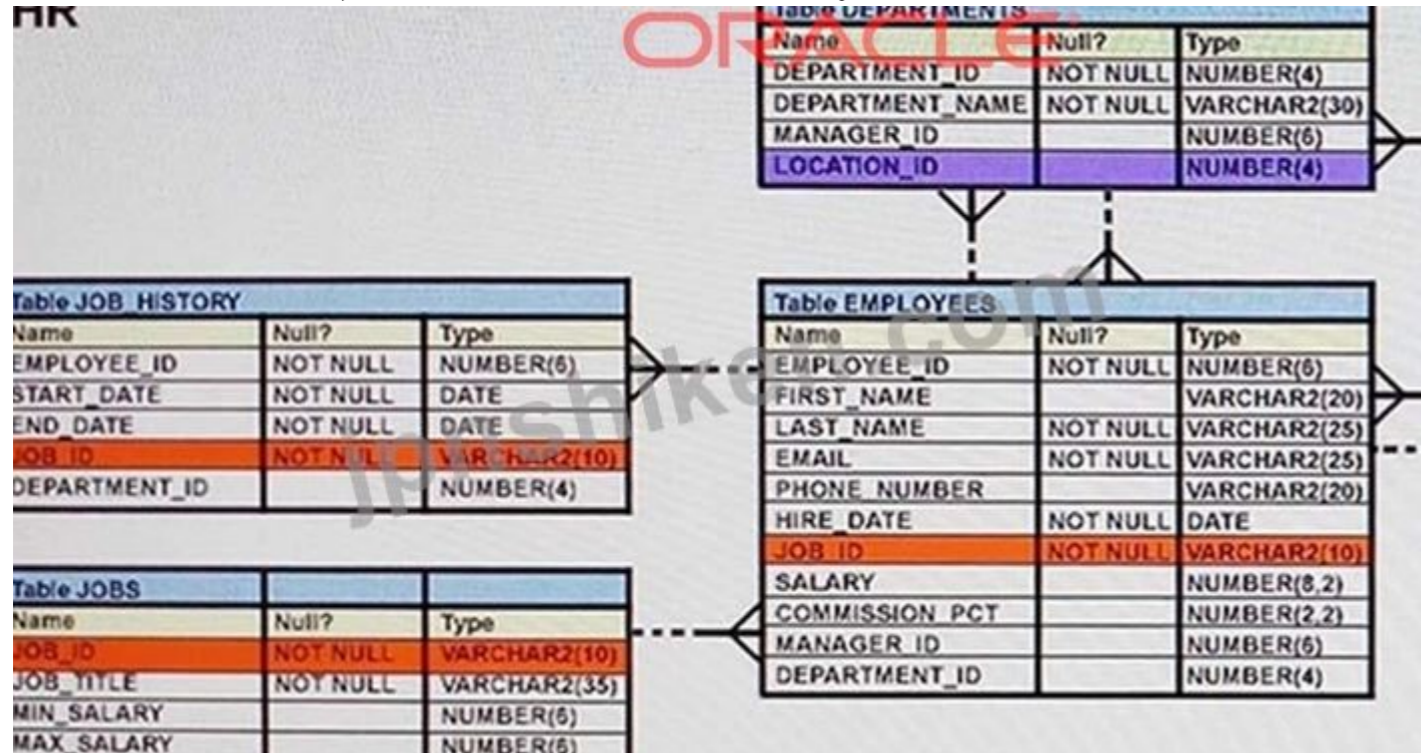 HR
ORACLE
Table DEPARTMENTS
Name Null? Type
DEPARTMENT_ID NOT NULL NUMBER(4)
DEPARTMENT_NAME NOT NULL VARCHAR2(30)
MANAGER_ID NUMBER(6)
LOCATION_ID NUMBER(4)
Table JOB_HISTORY
Name Null? Type
EMPLOYEE_ID NOT NULL NUMBER(6)
START_DATE NOT NULL DATE
END_DATE NOT NULL DATE
JOB_ID NOT NULL VARCHAR2(10)
DEPARTMENT_ID NUMBER(4)
Table EMPLOYEES
Name Null? Type
EMPLOYEE_ID NOT NULL NUMBER(6)
FIRST_NAME VARCHAR2(20)
LAST_NAME NOT NULL VARCHAR2(25)
EMAIL NOT NULL VARCHAR2(25)
PHONE_NUMBER VARCHAR2(20)
HIRE_DATE NOT NULL DATE
JOB_ID NOT NULL VARCHAR2(10)
SALARY NUMBER(8,2)
COMMISSION_PCT NUMBER(2,2)
MANAGER_ID NUMBER(6)
DEPARTMENT_ID NUMBER(4)
Table JOBS
Name Null? Type
JOB_ID NOT NULL VARCHAR2(10)
JOB_TITLE NOT NULL VARCHAR2(35)
MIN_SALARY NUMBER(6)
MAX_SALARY NUMBER(6)